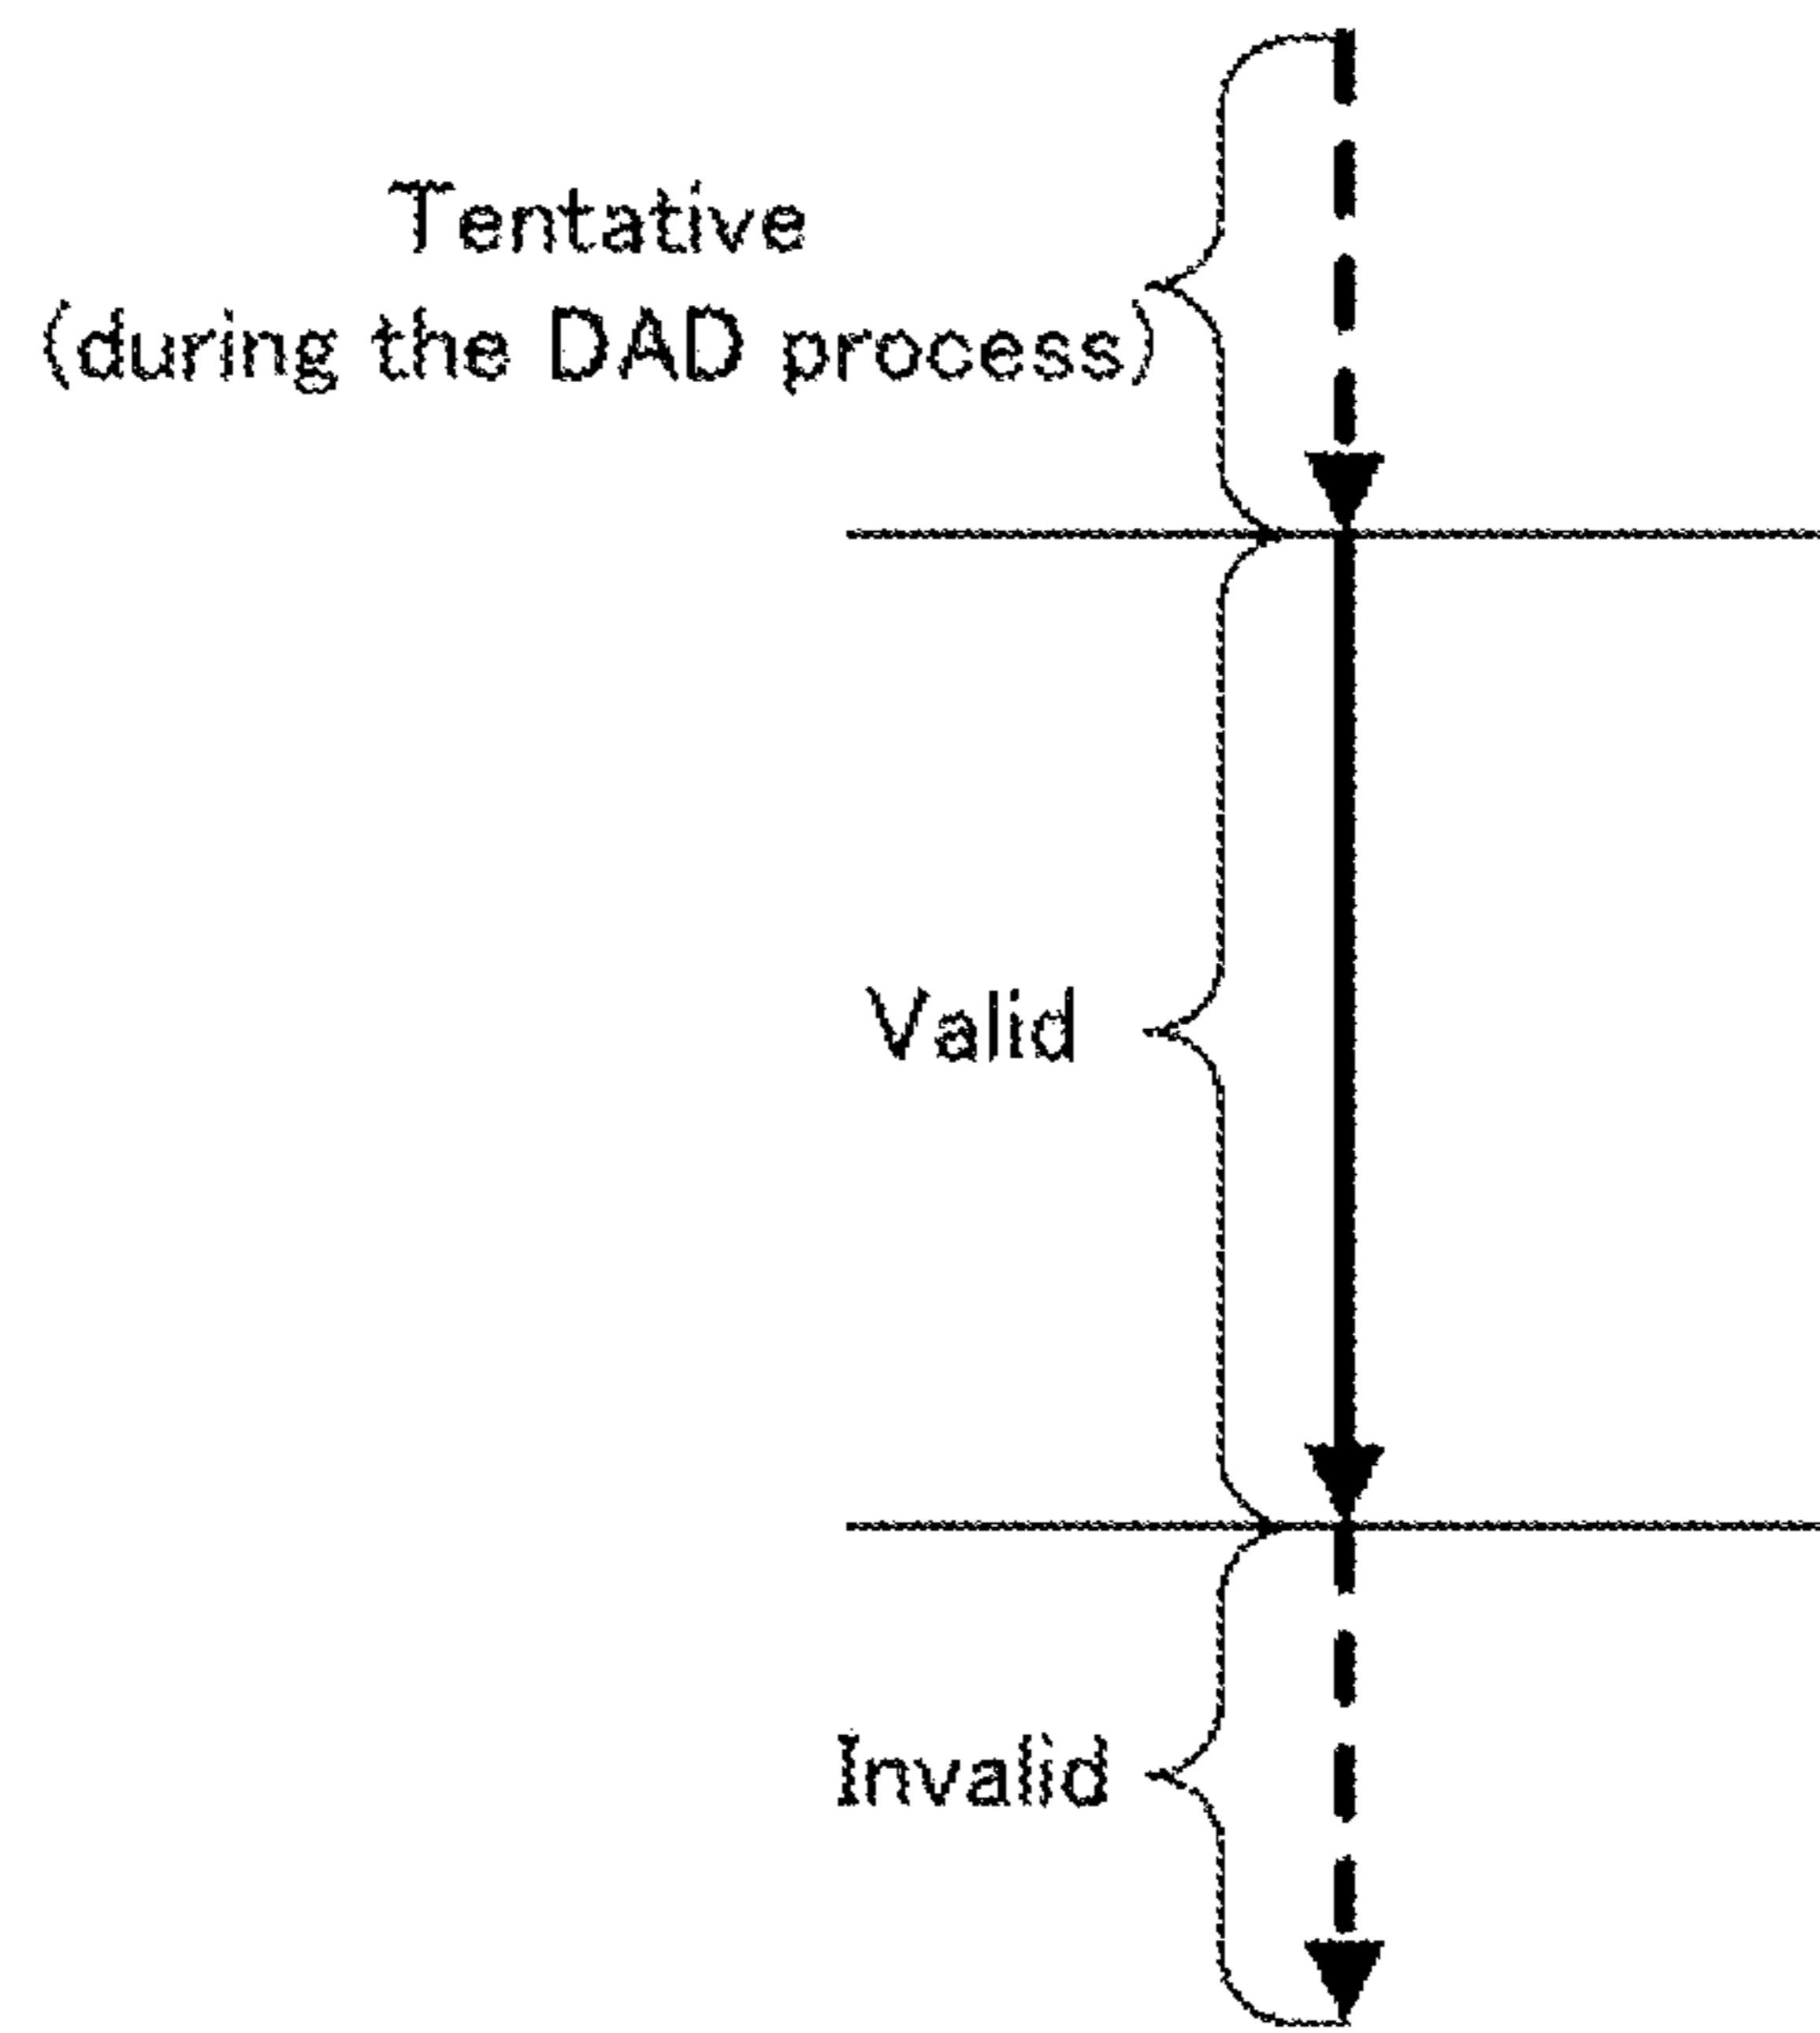 Tentative
(during the DAD process)
Valid
Invalid